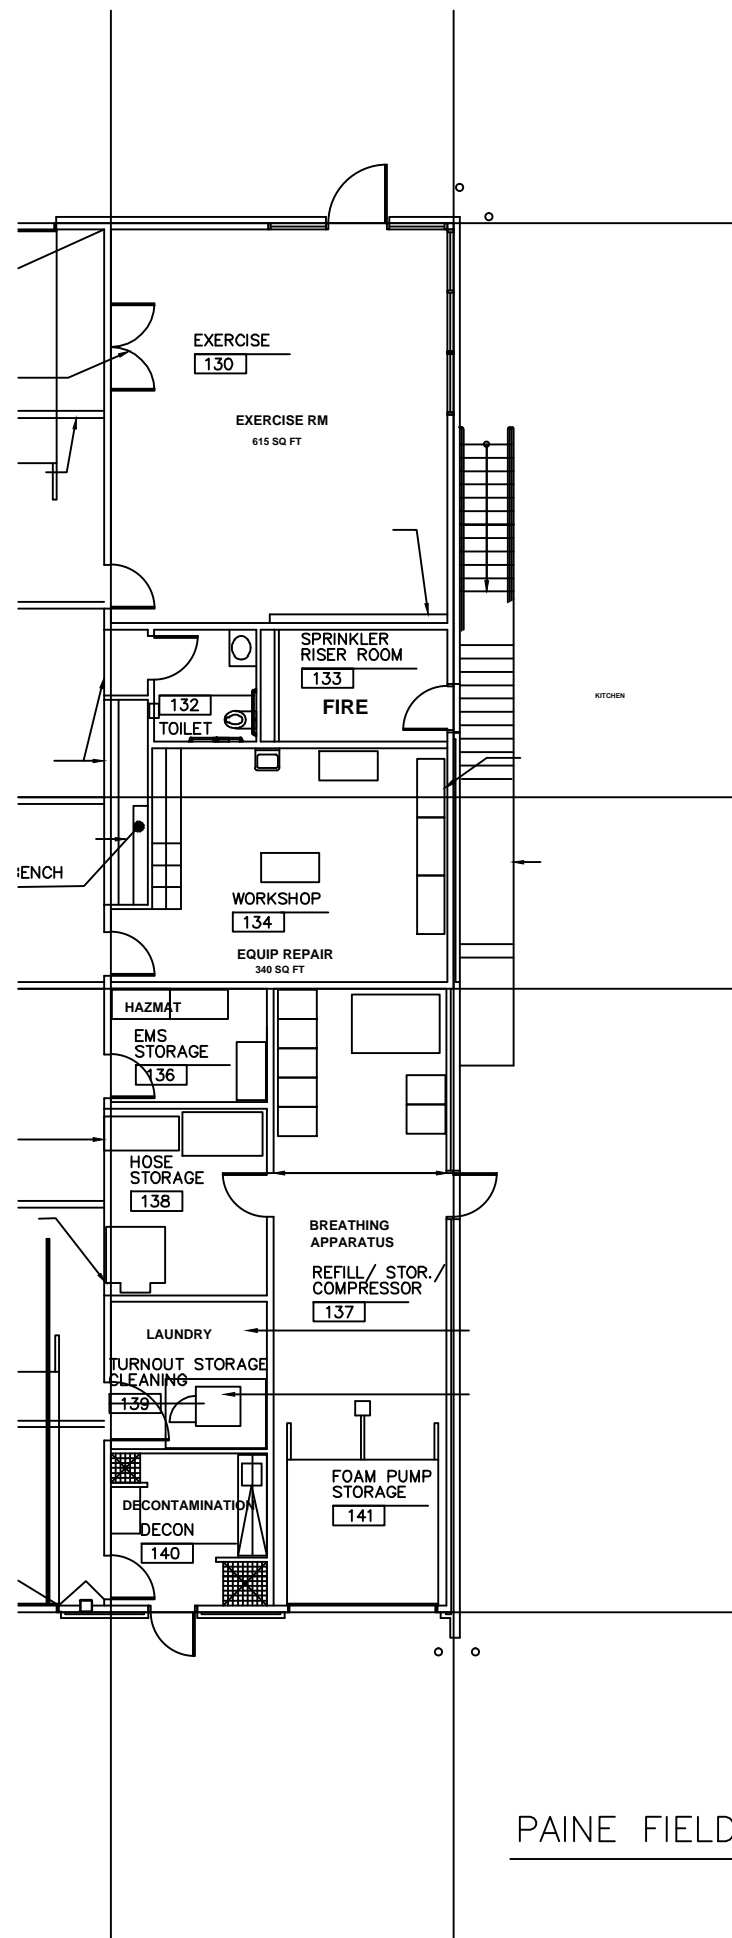 EXERCISE
130
EXERCISE RM
615 SQ FT
SPRINKLER
RISER ROOM
133
FIRE
132
TOILET
KITCHEN
ENCH
WORKSHOP
134
EQUIP REPAIR
340 SQ FT
HAZMAT
EMS
STORAGE
136
HOSE
STORAGE
138
BREATHING
APPARATUS
REFILL/ STOR./
COMPRESSOR
137
LAUNDRY
TURNOUT STORAGE
CLEANING
139
FOAM PUMP
STORAGE
141
DECONTAMINATION
DECON
140
PAINE FIELD